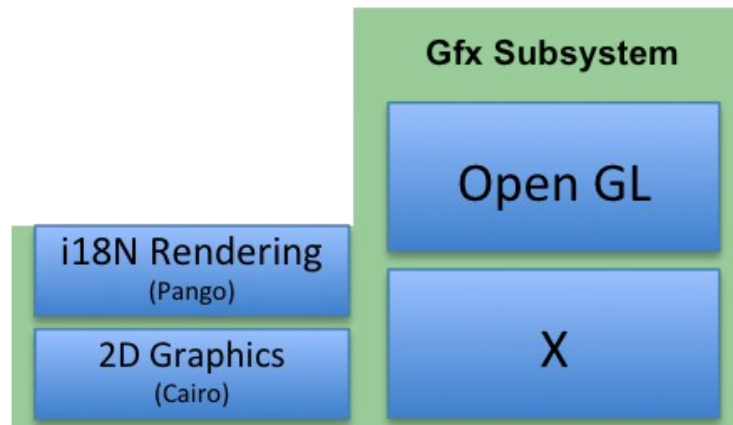 Gfx Subsystem
Open GL
i18N Rendering
(Pango)
2D Graphics
(Cairo)
X